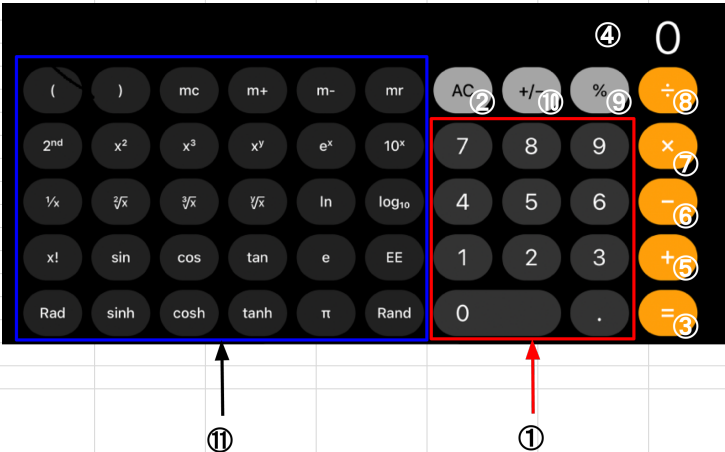 ④ 0
( ) mc m+ m- mr AC ② +/- ⑩ % ⑨ ÷ ⑧
2ⁿᵈ x² x³ xʸ eˣ 10ˣ 7 8 9 × ⑦
¹⁄ₓ ²√x ³√x ʸ√x ln log₁₀ 4 5 6 − ⑥
x! sin cos tan e EE 1 2 3 + ⑤
Rad sinh cosh tanh π Rand 0 . = ③
⑪ ①